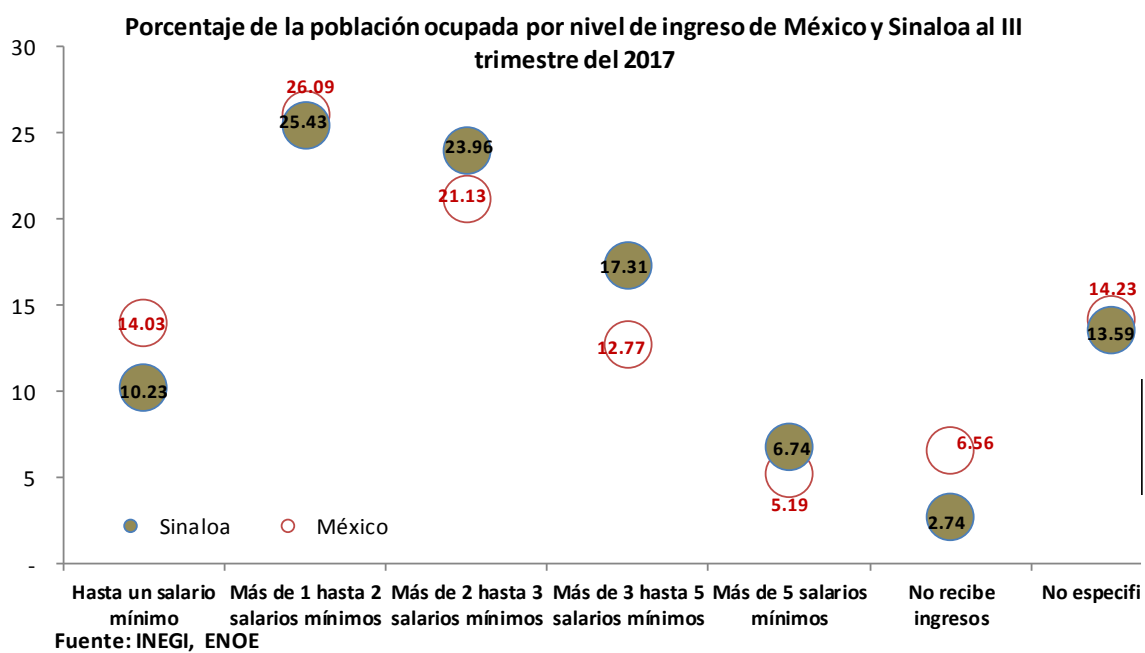 Porcentaje de la población ocupada por nivel de ingreso de México y Sinaloa al III
trimestre del 2017
30
25
20
15
10
5
-
26.09
25.43
23.96
21.13
17.31
12.77
14.03
10.23
6.74
5.19
6.56
2.74
14.23
13.59
Sinaloa
México
Hasta un salario
mínimo
Más de 1 hasta 2
salarios mínimos
Más de 2 hasta 3
salarios mínimos
Más de 3 hasta 5
salarios mínimos
Más de 5 salarios
mínimos
No recibe
ingresos
No especifi
Fuente: INEGI, ENOE